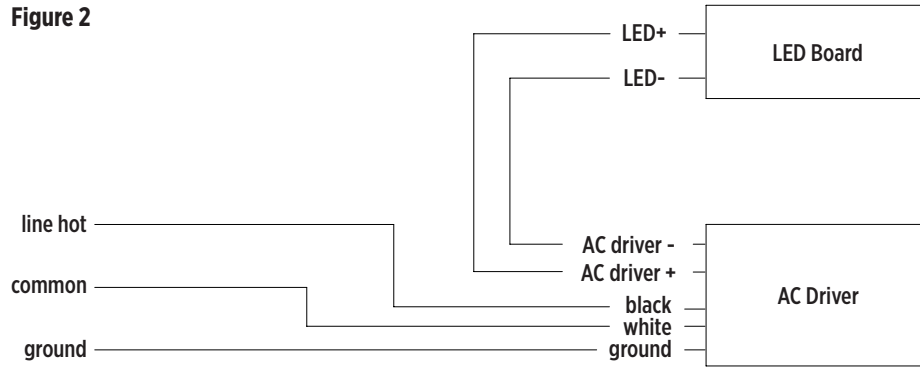 Figure 2
LED+
LED-
LED Board
line hot
common
ground
AC driver -
AC driver +
black
white
ground
AC Driver